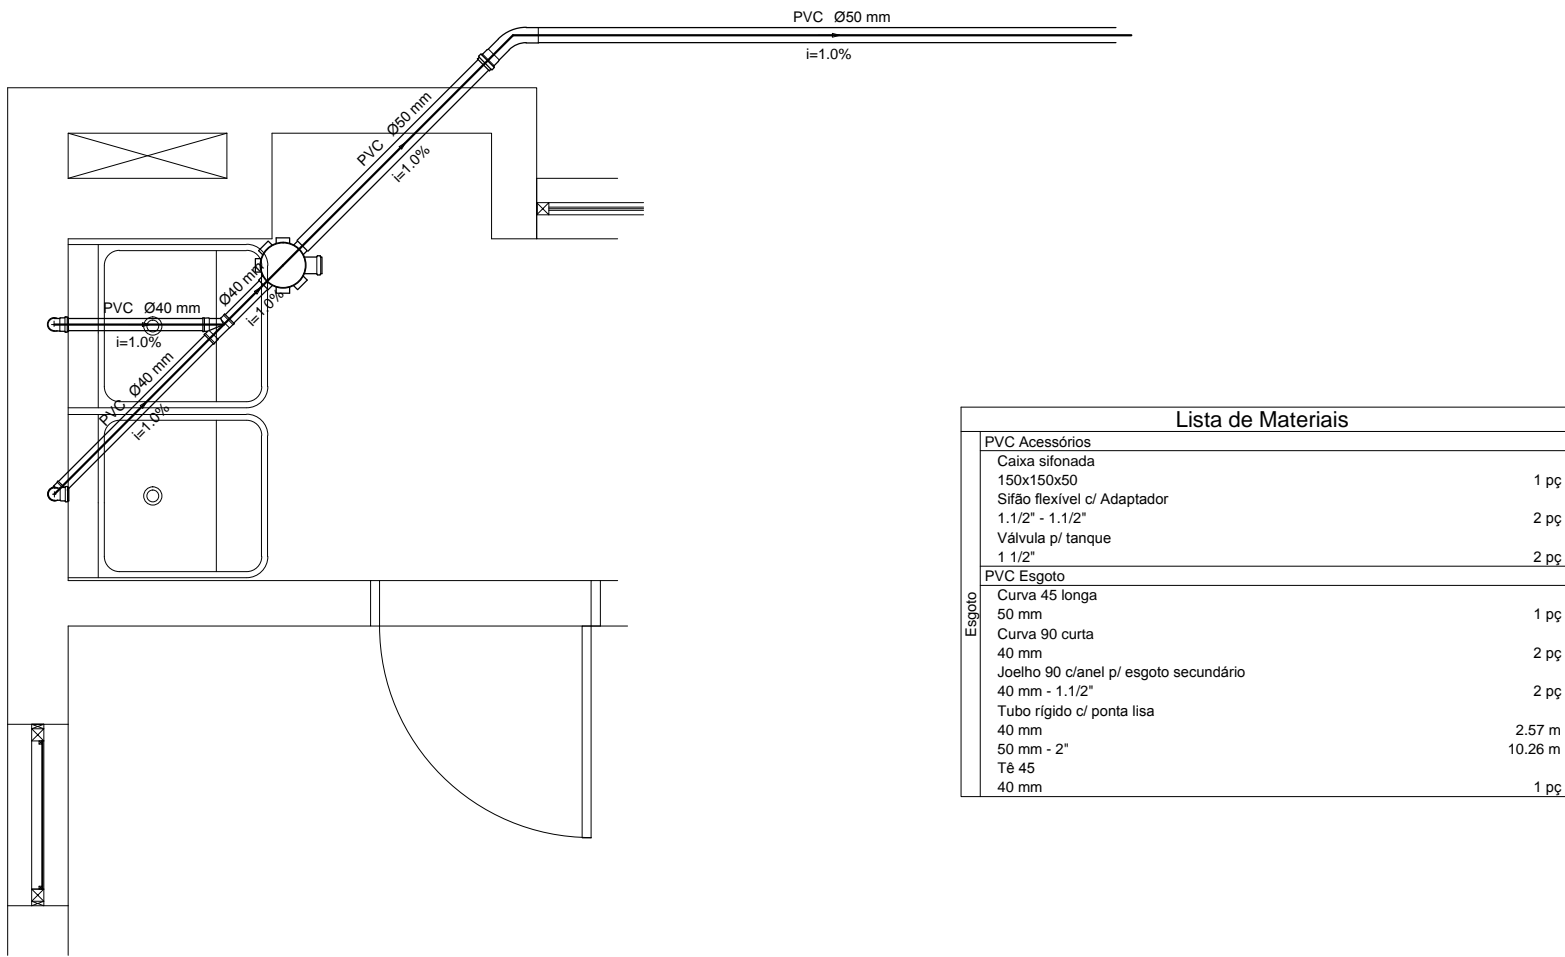 PVC Ø50 mm
i=1.0%
PVC Ø50 mm
i=1.0%
Ø40 mm
i=1.0%
PVC Ø40 mm
i=1.0%
PVC Ø40 mm
i=1.0%
Lista de Materiais
Esgoto
PVC Acessórios
Caixa sifonada
150x150x50 1 pç
Sifão flexível c/ Adaptador
1.1/2" - 1.1/2" 2 pç
Válvula p/ tanque
1 1/2" 2 pç
PVC Esgoto
Curva 45 longa
50 mm 1 pç
Curva 90 curta
40 mm 2 pç
Joelho 90 c/anel p/ esgoto secundário
40 mm - 1.1/2" 2 pç
Tubo rígido c/ ponta lisa
40 mm 2.57 m
50 mm - 2" 10.26 m
Tê 45
40 mm 1 pç